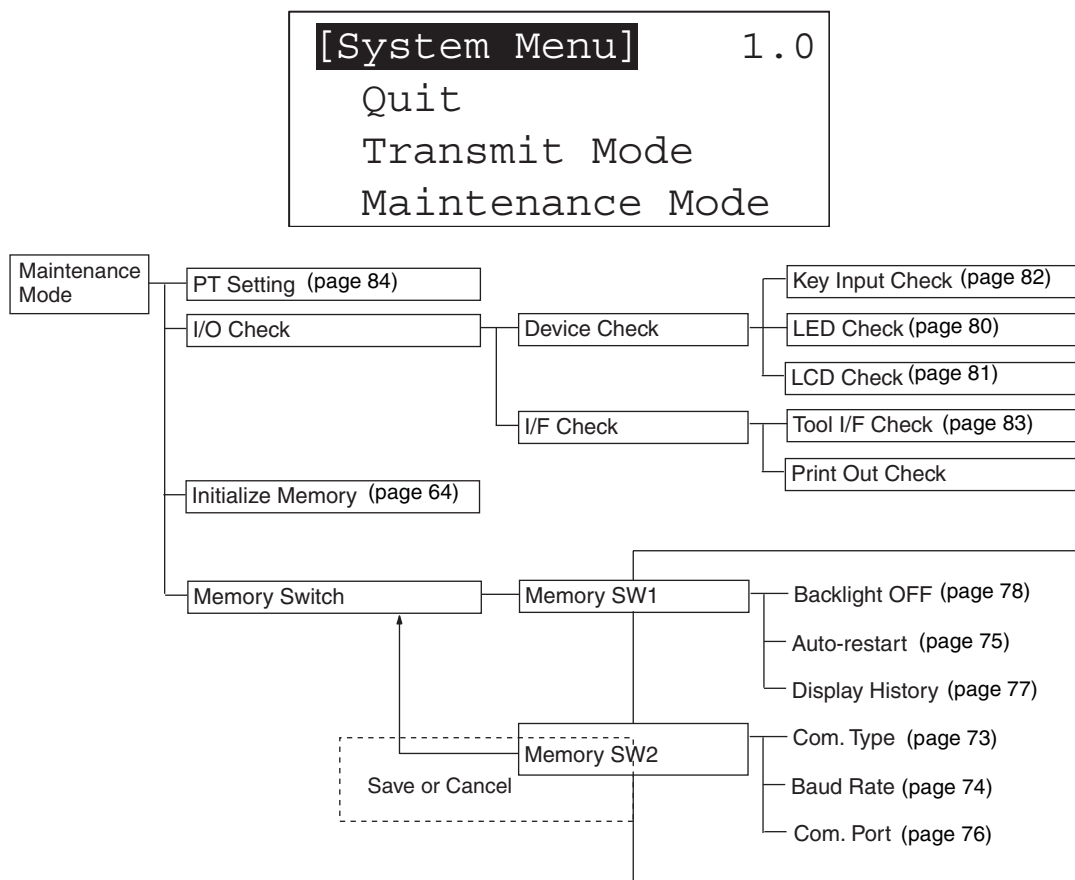 [System Menu] 1.0
Quit
Transmit Mode
Maintenance Mode
Maintenance
Mode
PT Setting (page 84)
I/O Check
Device Check
Key Input Check (page 82)
LED Check (page 80)
LCD Check (page 81)
I/F Check
Tool I/F Check (page 83)
Print Out Check
Initialize Memory (page 64)
Memory Switch
Memory SW1
Backlight OFF (page 78)
Auto-restart (page 75)
Display History (page 77)
Memory SW2
Save or Cancel
Com. Type (page 73)
Baud Rate (page 74)
Com. Port (page 76)